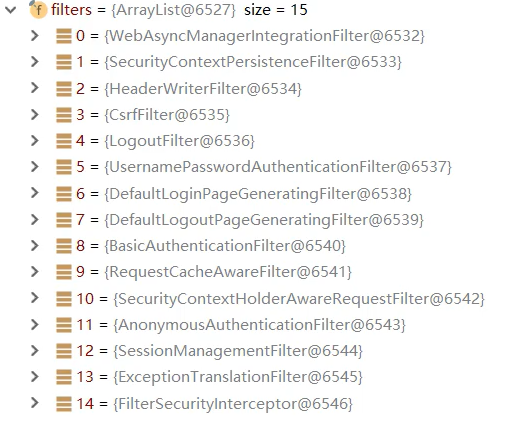 f filters = {ArrayList@6527} size = 15
0 = {WebAsyncManagerIntegrationFilter@6532}
1 = {SecurityContextPersistenceFilter@6533}
2 = {HeaderWriterFilter@6534}
3 = {CsrfFilter@6535}
4 = {LogoutFilter@6536}
5 = {UsernamePasswordAuthenticationFilter@6537}
6 = {DefaultLoginPageGeneratingFilter@6538}
7 = {DefaultLogoutPageGeneratingFilter@6539}
8 = {BasicAuthenticationFilter@6540}
9 = {RequestCacheAwareFilter@6541}
10 = {SecurityContextHolderAwareRequestFilter@6542}
11 = {AnonymousAuthenticationFilter@6543}
12 = {SessionManagementFilter@6544}
13 = {ExceptionTranslationFilter@6545}
14 = {FilterSecurityInterceptor@6546}